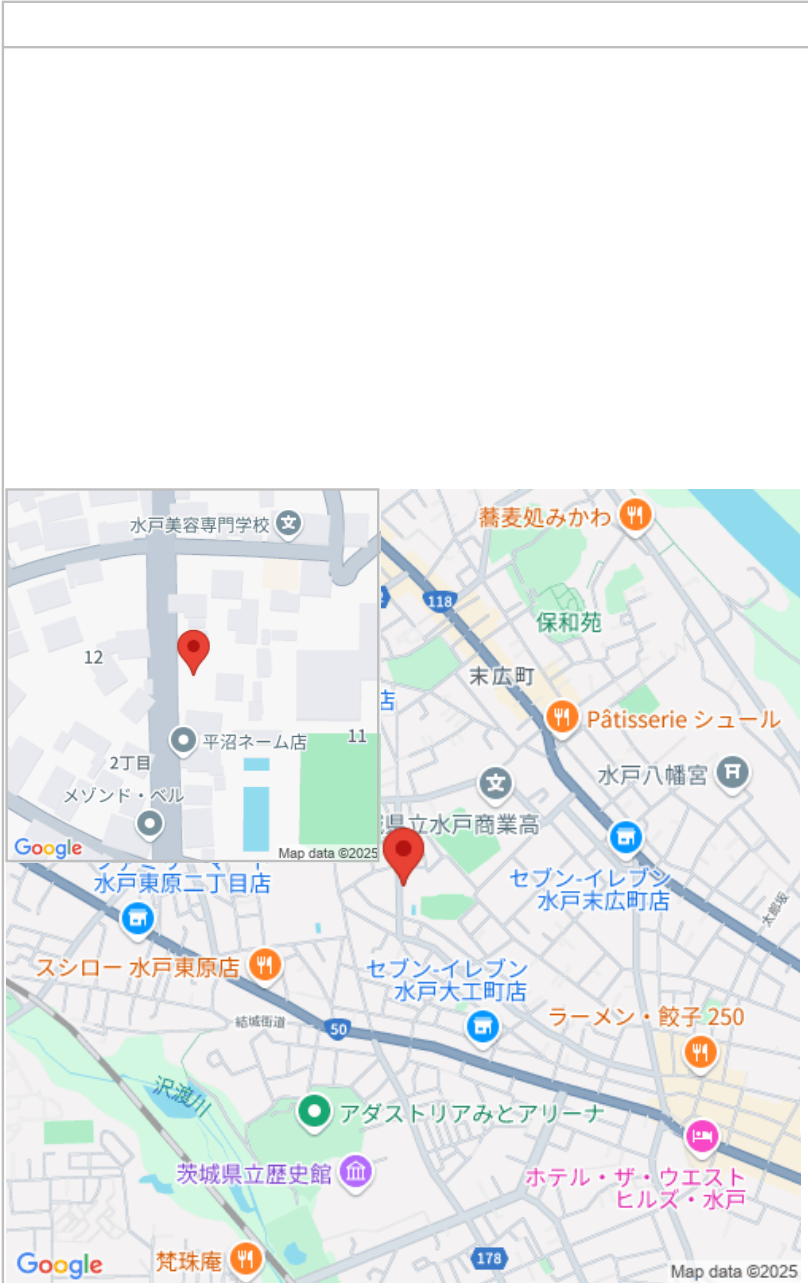 水戸美容専門学校
12
平沼ネーム店
11
2丁目
メゾンド・ベル
Google
Map data ©2025
蕎麦処みかわ
118
保和苑
末広町
店
Pâtisserie シュール
水戸八幡宮
県立水戸商業高
セブン-イレブン
水戸末広町店
水戸東原二丁目店
太郎坂
スシロー 水戸東原店
セブン-イレブン
水戸大工町店
結城街道
50
ラーメン・餃子 250
沢渡川
アダストリアみとアリーナ
茨城県立歴史館
ホテル・ザ・ウエスト
ヒルズ・水戸
梵珠庵
178
Google
Map data ©2025